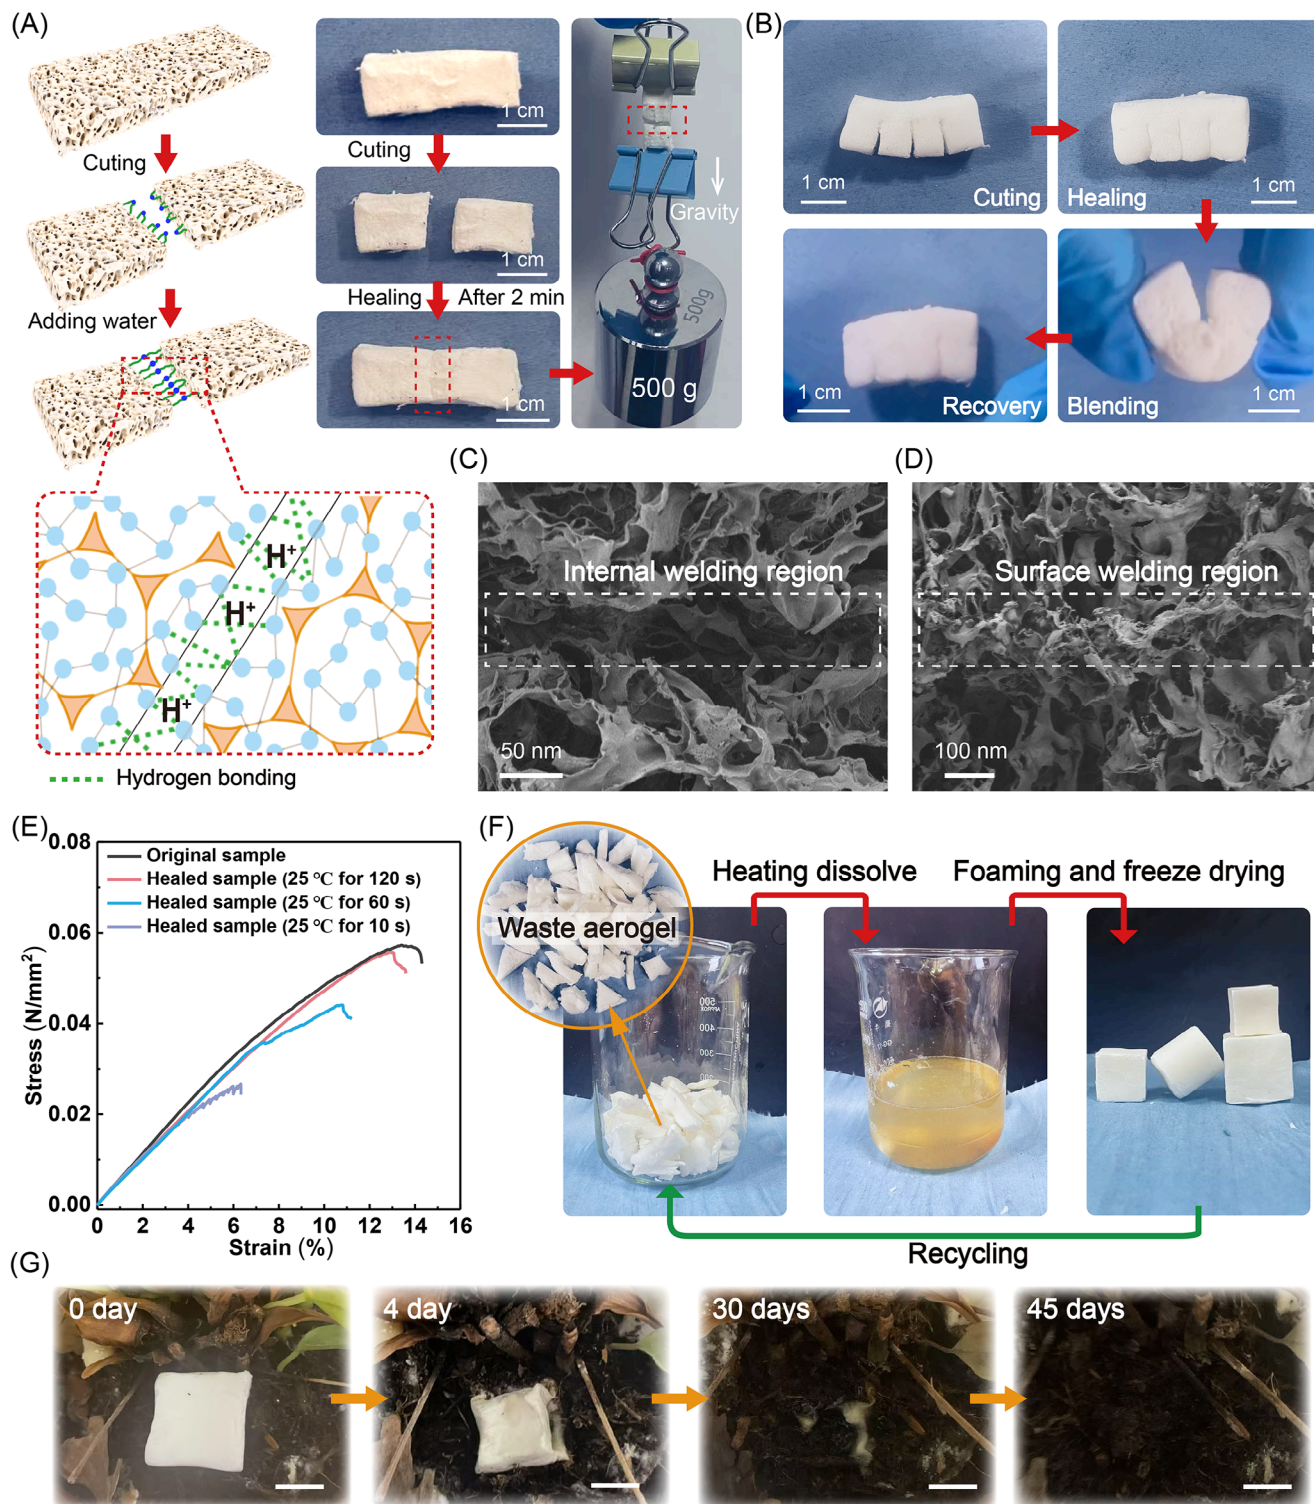 (A)
Cuting
Adding water
1 cm
Cuting
1 cm
Healing
After 2 min
1 cm
Gravity
500g
500 g
H⁺
H⁺
H⁺
Hydrogen bonding
(B)
1 cm
Cuting
Healing
1 cm
1 cm
Recovery
Blending
1 cm
(C)
Internal welding region
50 nm
(D)
Surface welding region
100 nm
(E)
Original sample
Healed sample (25 ℃ for 120 s)
Healed sample (25 ℃ for 60 s)
Healed sample (25 ℃ for 10 s)
0.08
0.06
0.04
0.02
0.00
Stress (N/mm²)
0
2
4
6
8
10
12
14
16
Strain (%)
(F)
Waste aerogel
Heating dissolve
Foaming and freeze drying
500
APPROX
400
300
Recycling
(G)
0 day
4 day
30 days
45 days